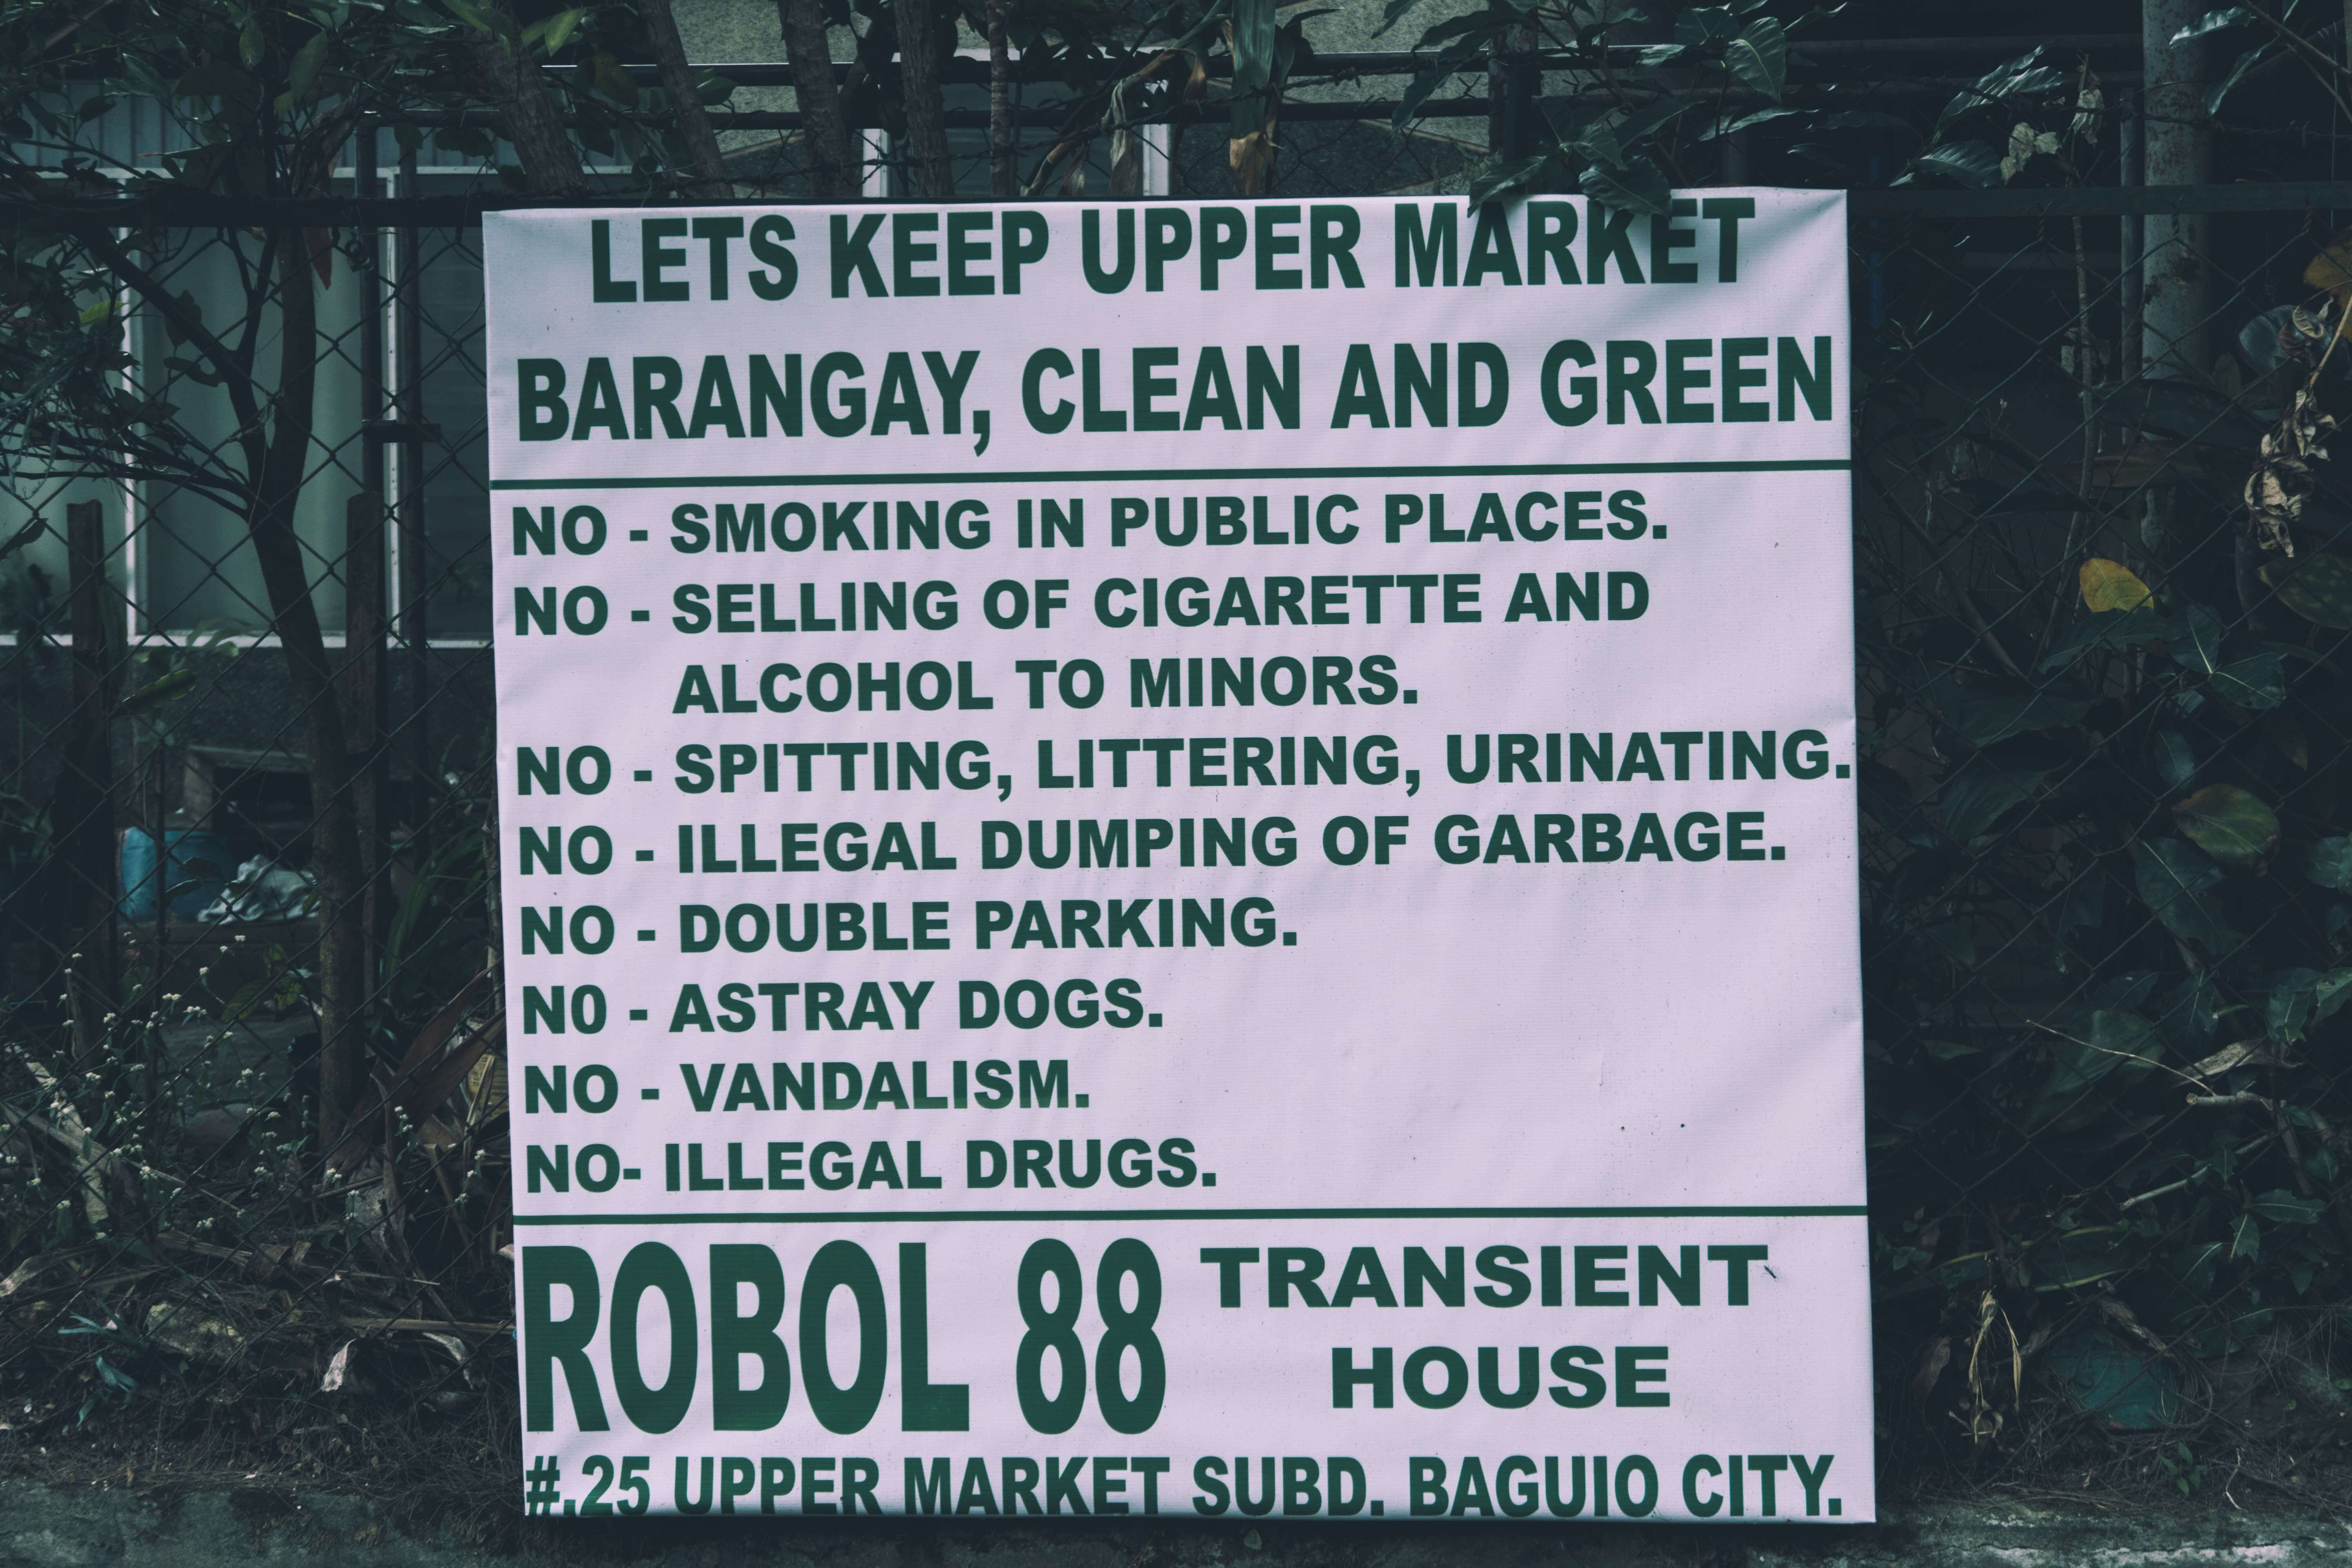 LETS KEEP UPPER MARKET
BARANGAY, CLEAN AND GREEN
NO - SMOKING IN PUBLIC PLACES.
NO - SELLING OF CIGARETTE AND
ALCOHOL TO MINORS.
NO - SPITTING, LITTERING, URINATING.
NO - ILLEGAL DUMPING OF GARBAGE.
NO - DOUBLE PARKING.
N0 - ASTRAY DOGS.
NO - VANDALISM.
NO- ILLEGAL DRUGS.
ROBOL 88 TRANSIENT
HOUSE
#.25 UPPER MARKET SUBD. BAGUIO CITY.